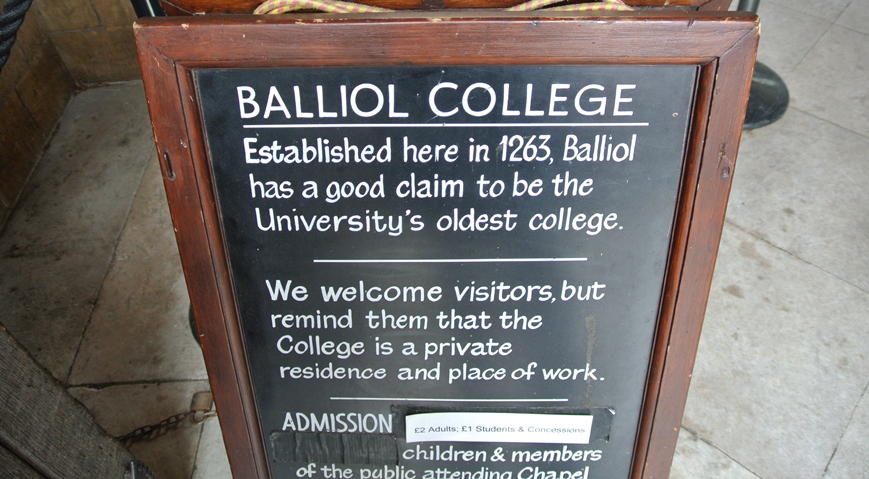 BALLIOL COLLEGE
Established here in 1263, Balliol
has a good claim to be the
University's oldest college.
We welcome visitors, but
remind them that the
College is a private
residence and place of work.
ADMISSION £2 Adults; £1 Students & Concessions
children & members
of the public attending Chapel